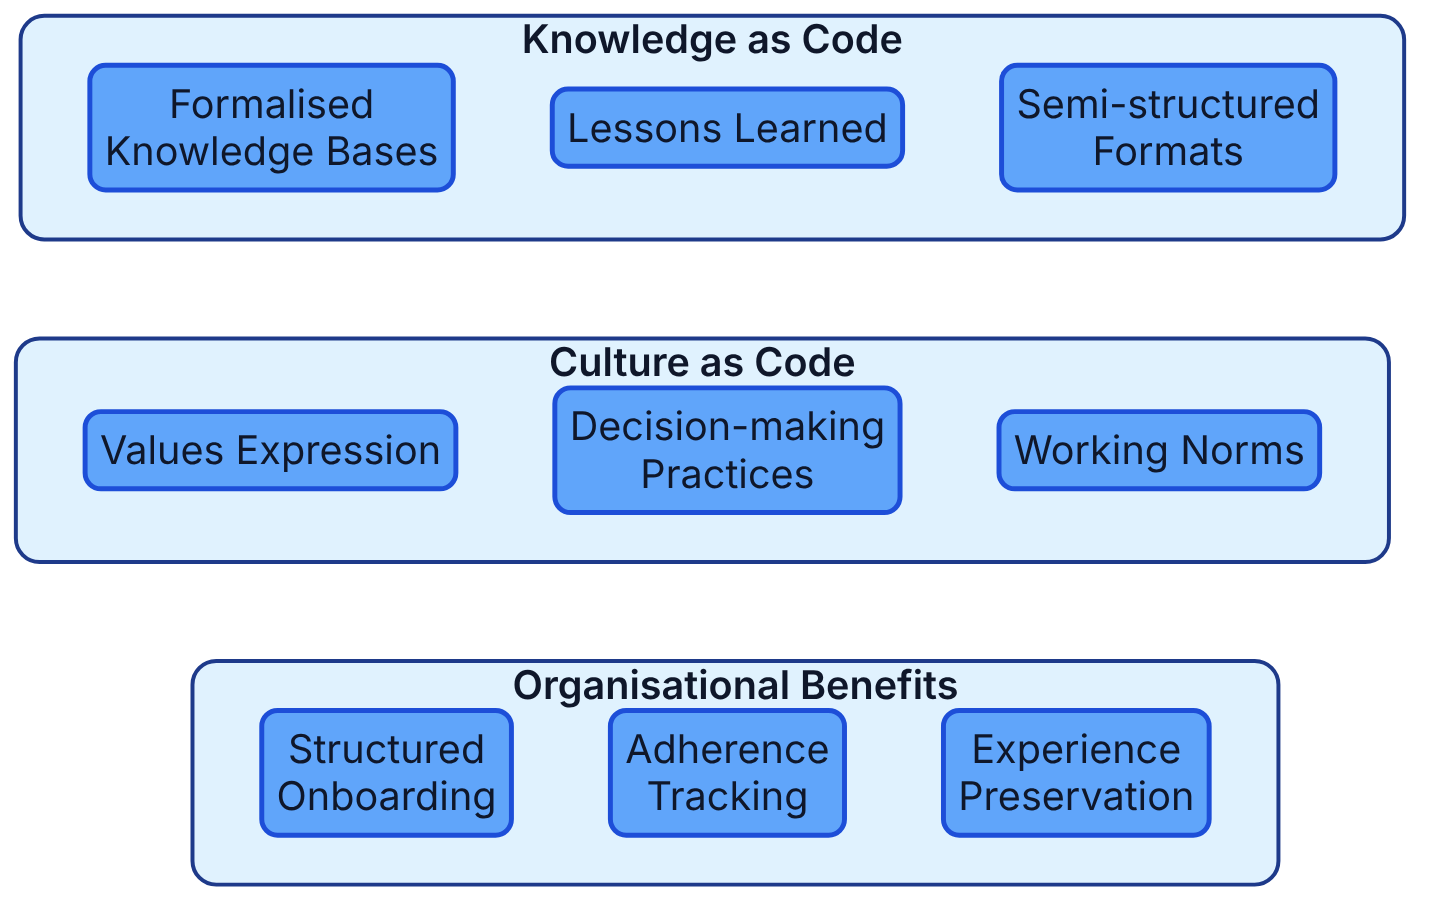 Knowledge as Code
Formalised
Knowledge Bases
Lessons Learned
Semi-structured
Formats
Culture as Code
Values Expression
Decision-making
Practices
Working Norms
Organisational Benefits
Structured
Onboarding
Adherence
Tracking
Experience
Preservation